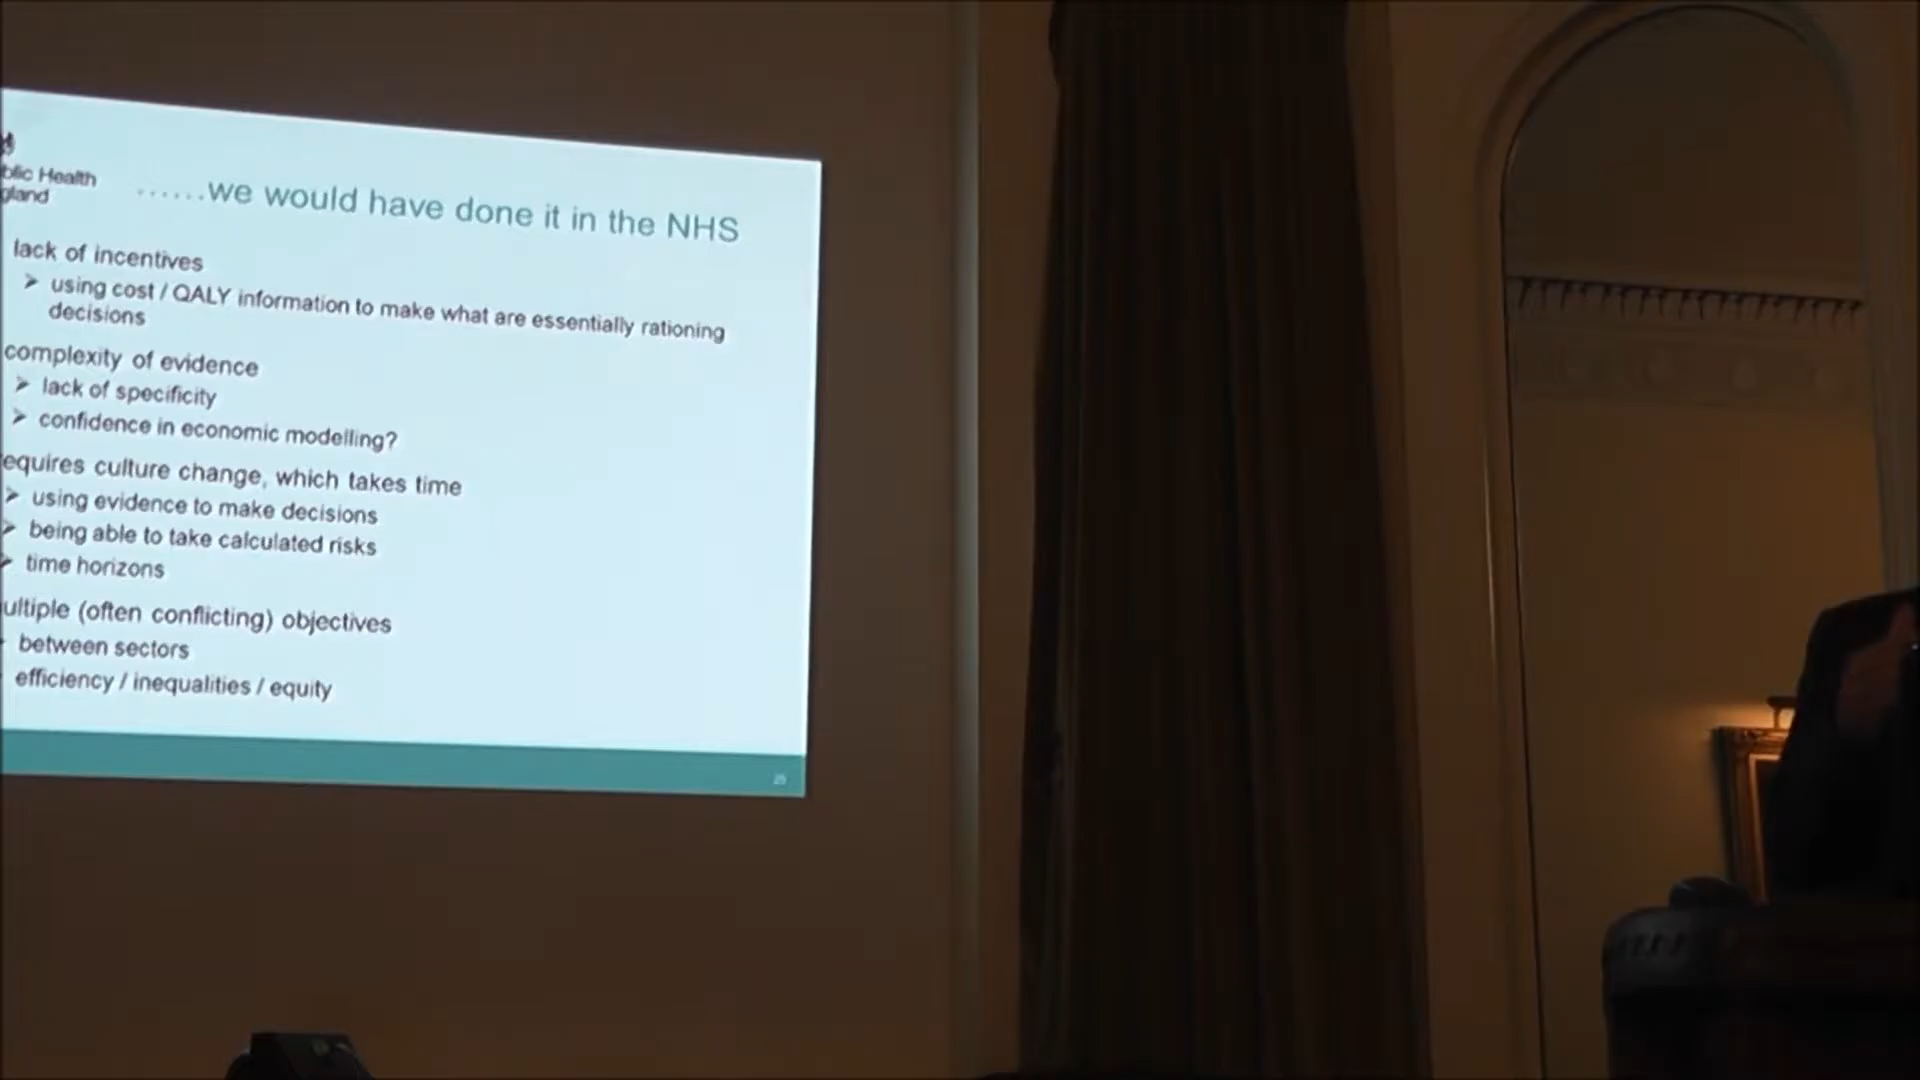 blic Health
gland
......we would have done it in the NHS
lack of incentives
➤ using cost / QALY information to make what are essentially rationing
decisions
complexity of evidence
➤ lack of specificity
➤ confidence in economic modelling?
equires culture change, which takes time
➤ using evidence to make decisions
➤ being able to take calculated risks
➤ time horizons
ultiple (often conflicting) objectives
between sectors
efficiency / inequalities / equity